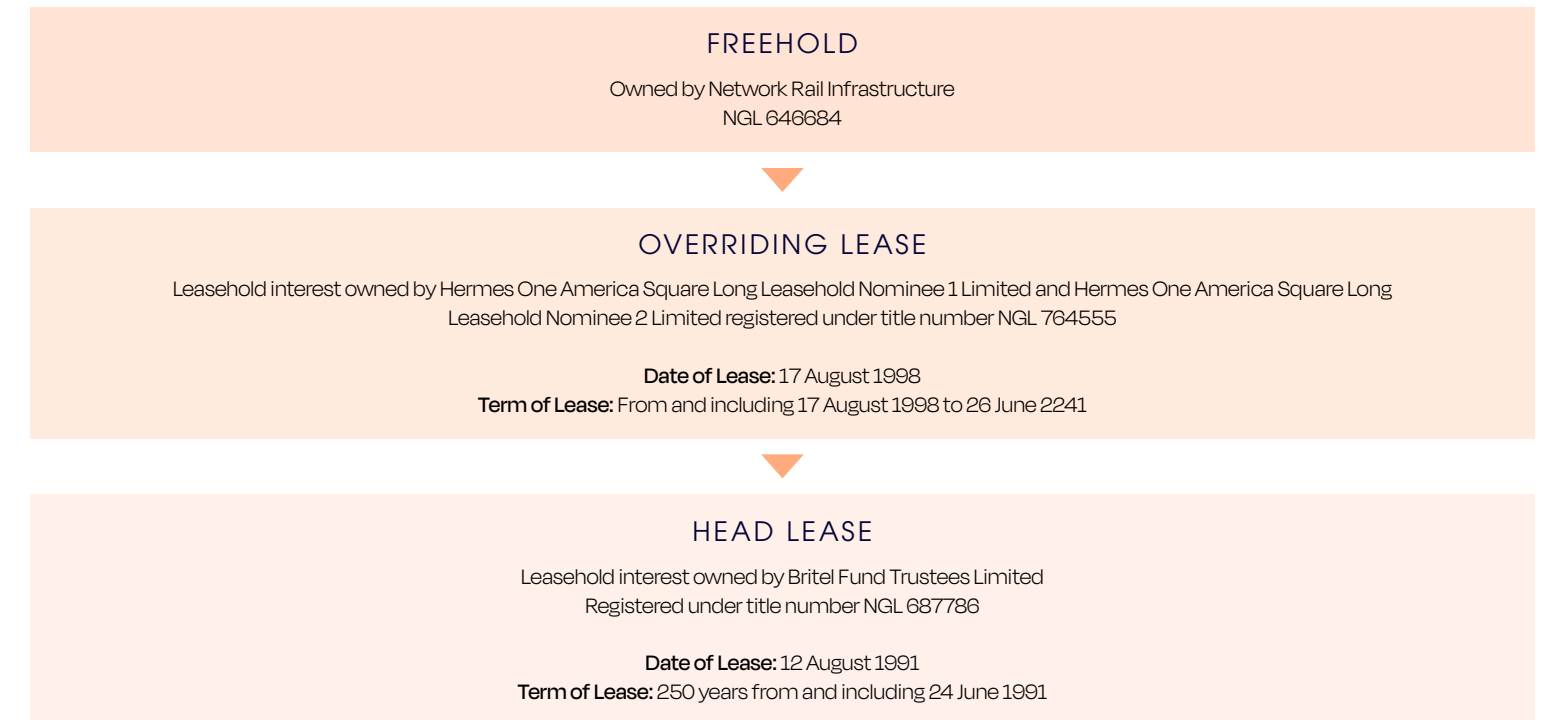 FREEHOLD
Owned by Network Rail Infrastructure
NGL 646684
OVERRIDING LEASE
Leasehold interest owned by Hermes One America Square Long Leasehold Nominee 1 Limited and Hermes One America Square Long
Leasehold Nominee 2 Limited registered under title number NGL 764555
Date of Lease: 17 August 1998
Term of Lease: From and including 17 August 1998 to 26 June 2241
HEAD LEASE
Leasehold interest owned by Britel Fund Trustees Limited
Registered under title number NGL 687786
Date of Lease: 12 August 1991
Term of Lease: 250 years from and including 24 June 1991